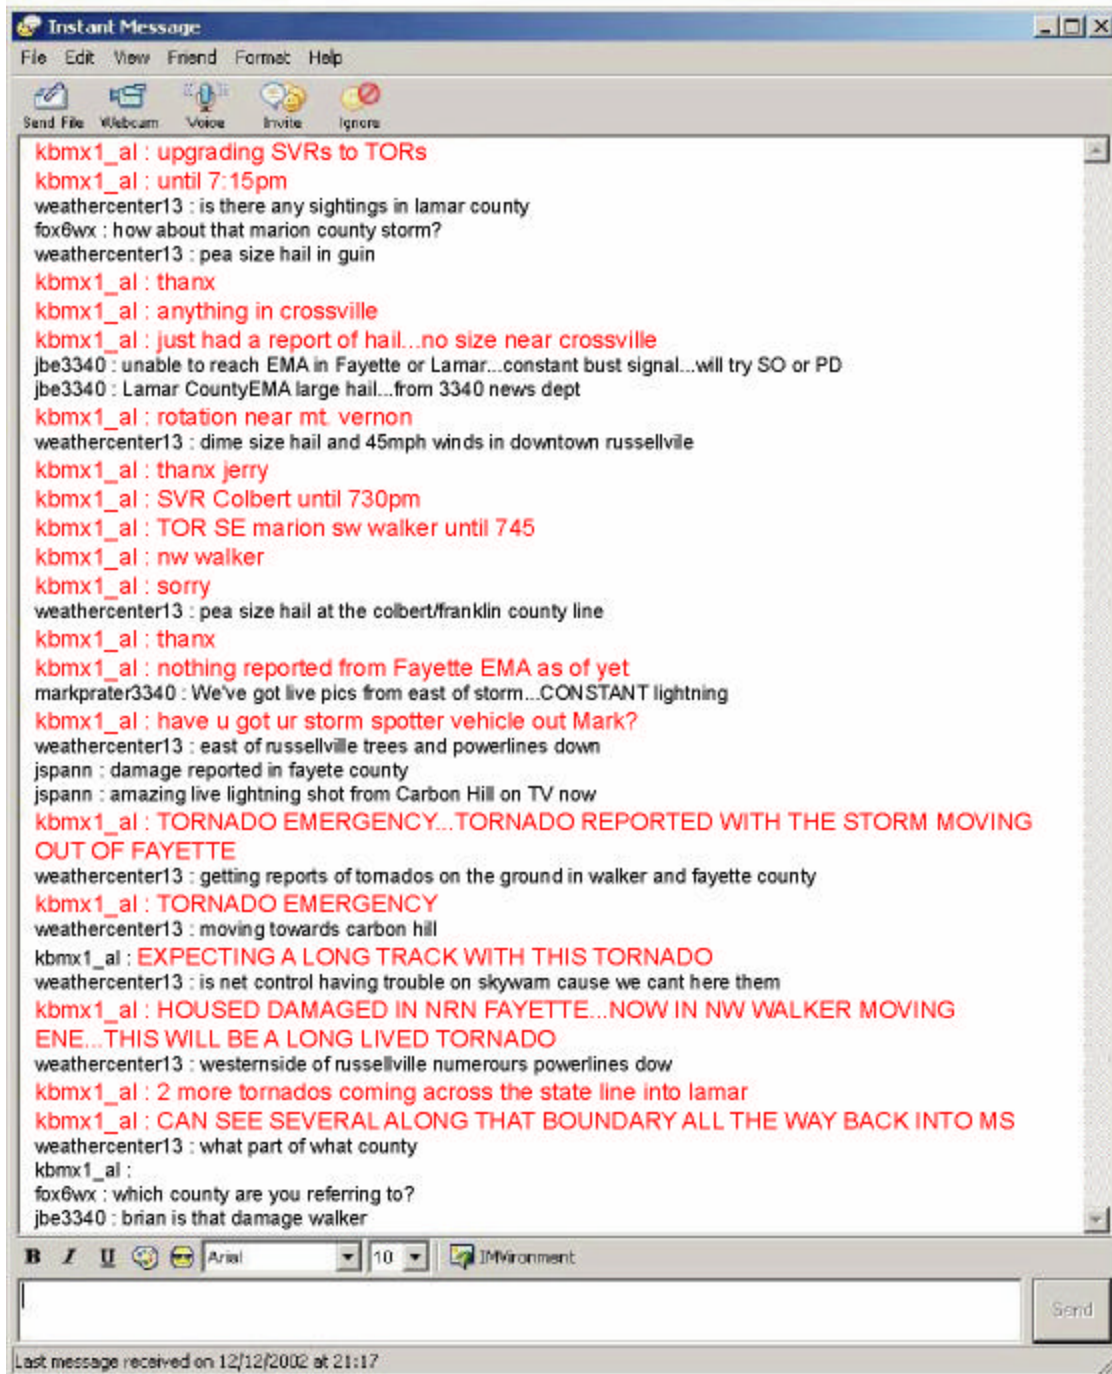 Instant Message
File Edit View Friend Format Help
Send File Webcam Voice Invite Ignore
kbmx1_al : upgrading SVRs to TORs
kbmx1_al : until 7:15pm
weathercenter13 : is there any sightings in lamar county
fox6wx : how about that marion county storm?
weathercenter13 : pea size hail in guin
kbmx1_al : thanx
kbmx1_al : anything in crossville
kbmx1_al : just had a report of hail...no size near crossville
jbe3340 : unable to reach EMA in Fayette or Lamar...constant bust signal...will try SO or PD
jbe3340 : Lamar CountyEMA large hail...from 3340 news dept
kbmx1_al : rotation near mt. vernon
weathercenter13 : dime size hail and 45mph winds in downtown russellvile
kbmx1_al : thanx jerry
kbmx1_al : SVR Colbert until 730pm
kbmx1_al : TOR SE marion sw walker until 745
kbmx1_al : nw walker
kbmx1_al : sorry
weathercenter13 : pea size hail at the colbert/franklin county line
kbmx1_al : thanx
kbmx1_al : nothing reported from Fayette EMA as of yet
markprater3340 : We've got live pics from east of storm...CONSTANT lightning
kbmx1_al : have u got ur storm spotter vehicle out Mark?
weathercenter13 : east of russellville trees and powerlines down
jspann : damage reported in fayete county
jspann : amazing live lightning shot from Carbon Hill on TV now
kbmx1_al : TORNADO EMERGENCY...TORNADO REPORTED WITH THE STORM MOVING
OUT OF FAYETTE
weathercenter13 : getting reports of tornados on the ground in walker and fayette county
kbmx1_al : TORNADO EMERGENCY
weathercenter13 : moving towards carbon hill
kbmx1_al : EXPECTING A LONG TRACK WITH THIS TORNADO
weathercenter13 : is net control having trouble on skywarn cause we cant here them
kbmx1_al : HOUSED DAMAGED IN NRN FAYETTE...NOW IN NW WALKER MOVING
ENE...THIS WILL BE A LONG LIVED TORNADO
weathercenter13 : westernside of russellville numerours powerlines dow
kbmx1_al : 2 more tornados coming across the state line into lamar
kbmx1_al : CAN SEE SEVERAL ALONG THAT BOUNDARY ALL THE WAY BACK INTO MS
weathercenter13 : what part of what county
kbmx1_al :
fox6wx : which county are you referring to?
jbe3340 : brian is that damage walker
B I U Arial 10 IMVironment
Send
Last message received on 12/12/2002 at 21:17